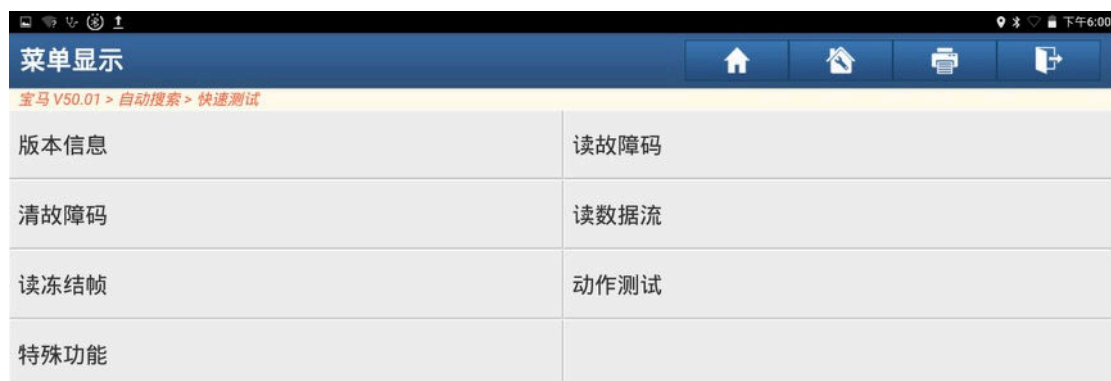 下午6:00
菜单显示
宝马 V50.01 > 自动搜索 > 快速测试
版本信息
读故障码
清故障码
读数据流
读冻结帧
动作测试
特殊功能